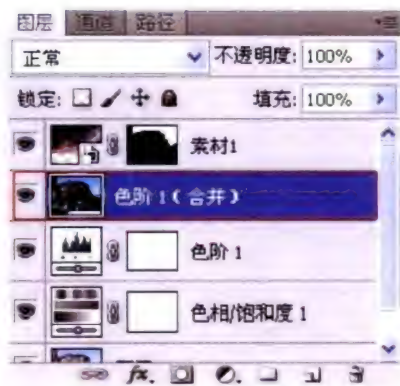 图层 通道 路径
正常 不透明度: 100%
锁定: 填充: 100%
素材1
色阶 1 (合并)
色阶 1
色相/饱和度 1
fx.